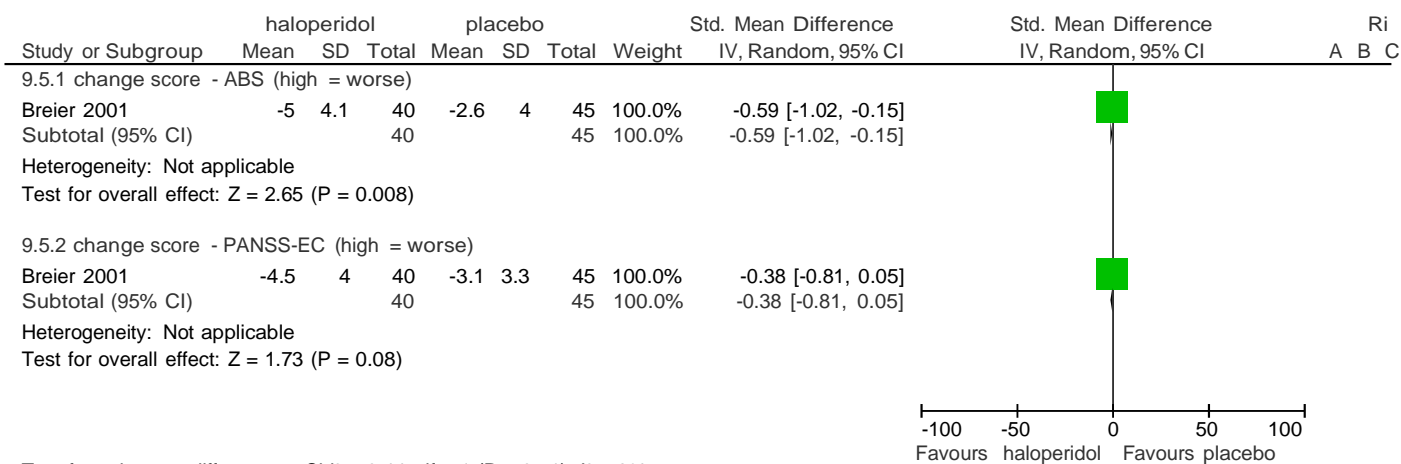 haloperidol placebo Std. Mean Difference Std. Mean Difference Ri
Study or Subgroup Mean SD Total Mean SD Total Weight IV, Random, 95% CI IV, Random, 95% CI A B C
9.5.1 change score - ABS (high = worse)
Breier 2001 -5 4.1 40 -2.6 4 45 100.0% -0.59 [-1.02, -0.15]
Subtotal (95% CI) 40 45 100.0% -0.59 [-1.02, -0.15]
Heterogeneity: Not applicable
Test for overall effect: Z = 2.65 (P = 0.008)
9.5.2 change score - PANSS-EC (high = worse)
Breier 2001 -4.5 4 40 -3.1 3.3 45 100.0% -0.38 [-0.81, 0.05]
Subtotal (95% CI) 40 45 100.0% -0.38 [-0.81, 0.05]
Heterogeneity: Not applicable
Test for overall effect: Z = 1.73 (P = 0.08)
-100 -50 0 50 100
Favours haloperidol Favours placebo